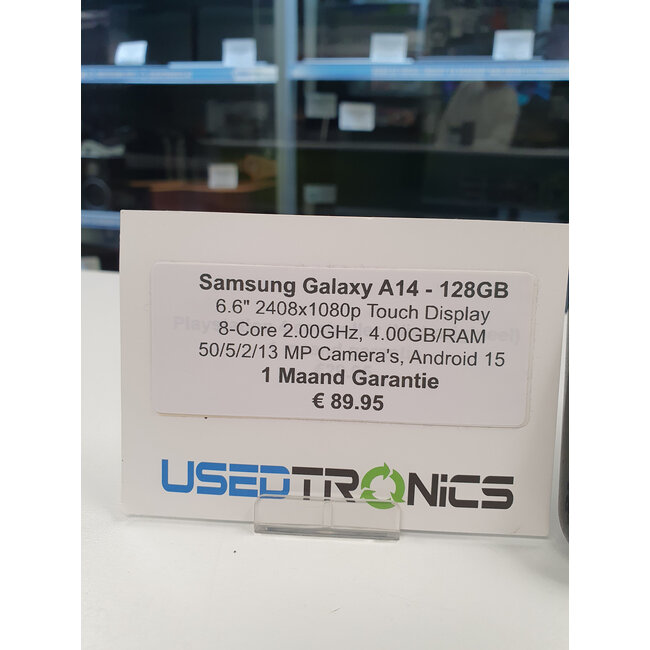 Samsung Galaxy A14 - 128GB
6.6" 2408x1080p Touch Display
8-Core 2.00GHz, 4.00GB/RAM
50/5/2/13 MP Camera's, Android 15
1 Maand Garantie
€ 89.95
USEDTRONiCS